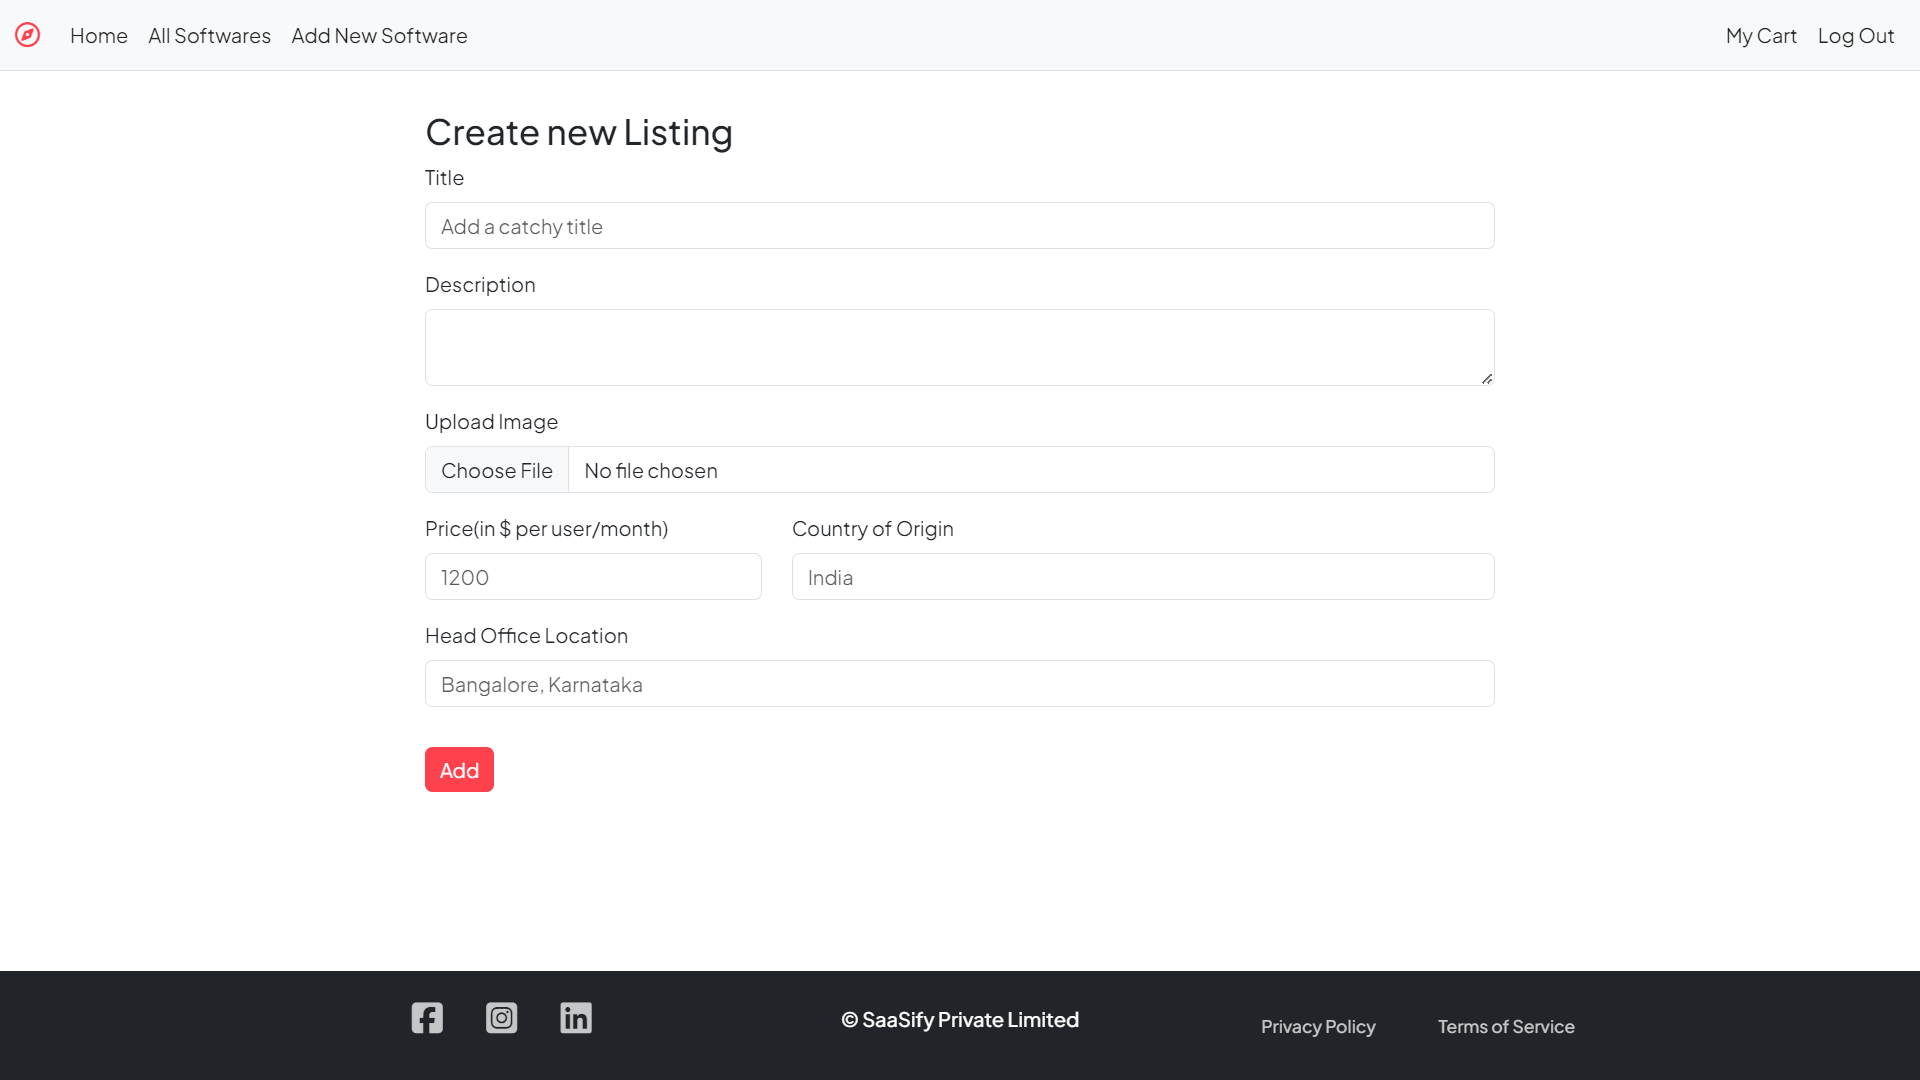 Home All Softwares Add New Software My Cart Log Out
Create new Listing
Title
Add a catchy title
Description
Upload Image
Choose File No file chosen
Price(in $ per user/month) Country of Origin
1200 India
Head Office Location
Bangalore, Karnataka
Add
© SaaSify Private Limited Privacy Policy Terms of Service